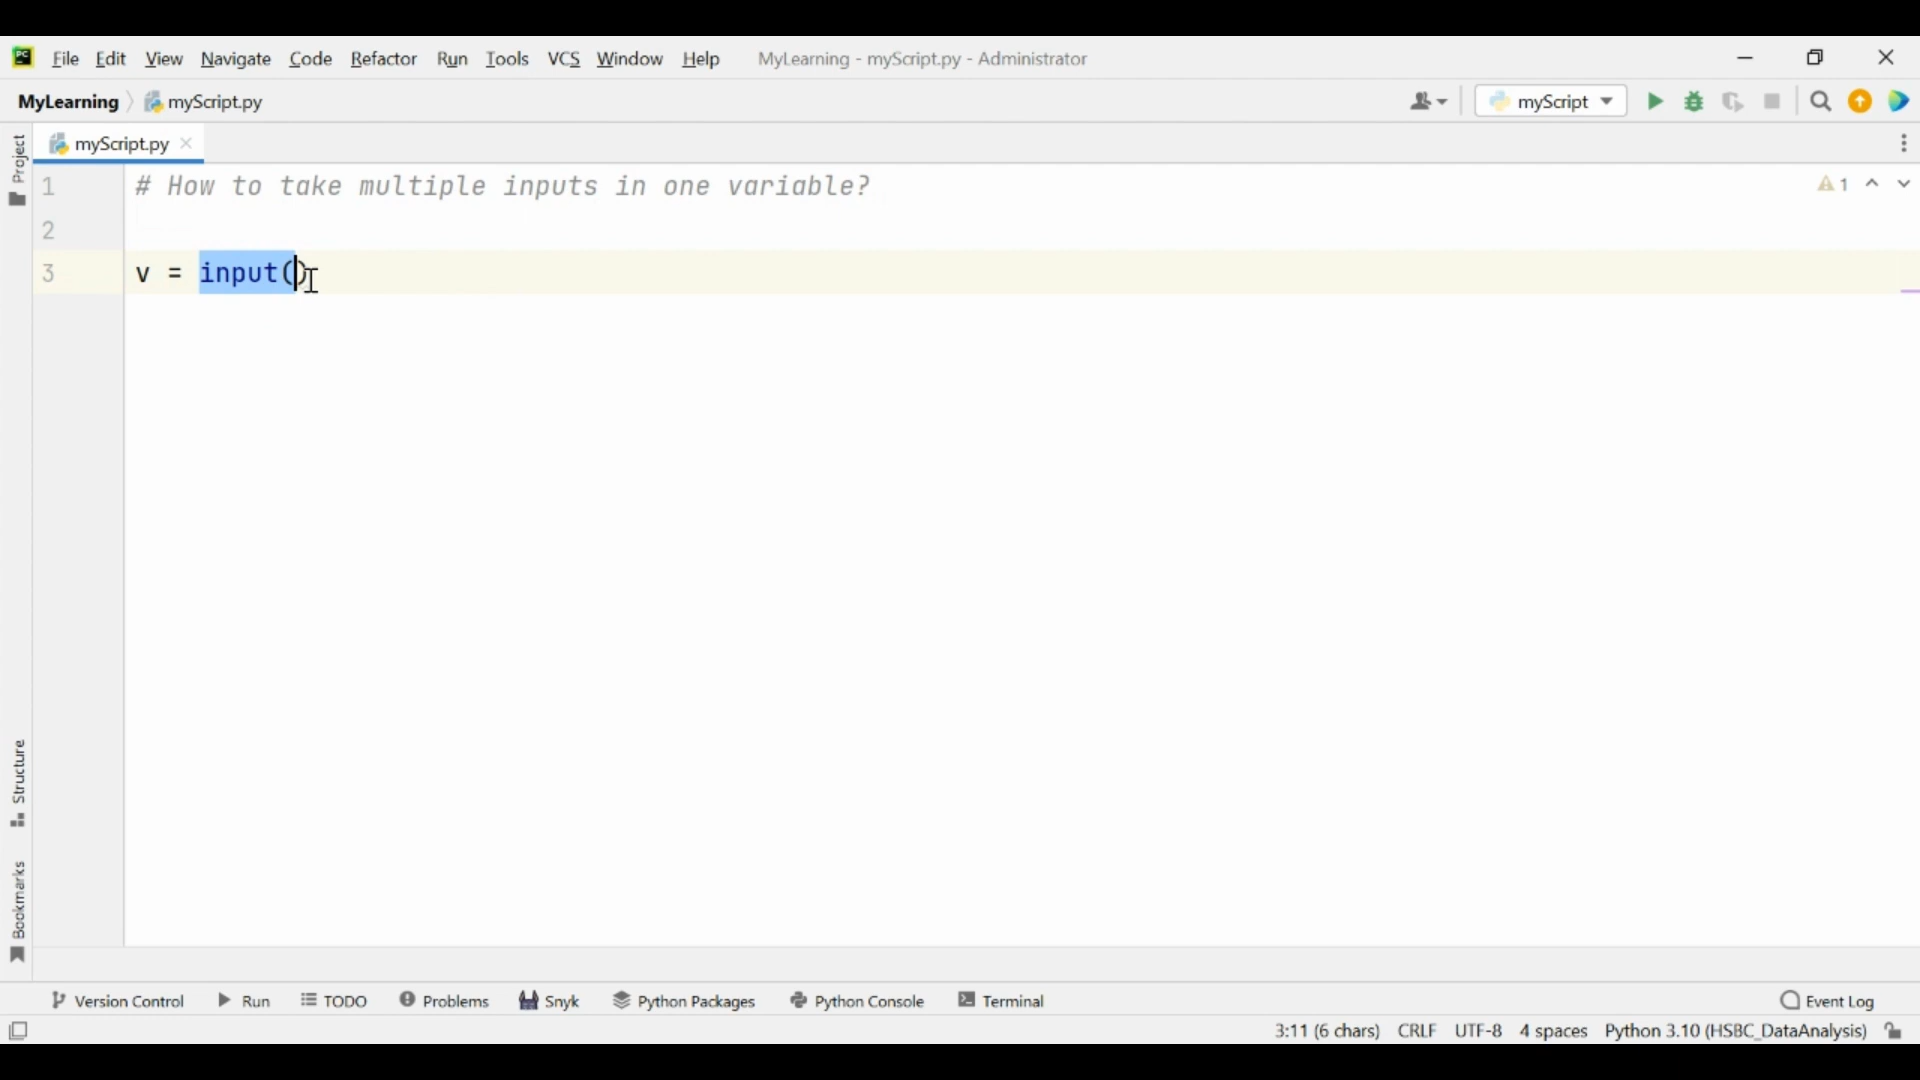 File Edit View Navigate Code Refactor Run Tools VCS Window Help MyLearning - myScript.py - Administrator
MyLearning myScript.py myScript
Project
myScript.py
1 # How to take multiple inputs in one variable? 1
2
3 v = input()
Structure
Bookmarks
Version Control Run TODO Problems Snyk Python Packages Python Console Terminal Event Log
3:11 (6 chars) CRLF UTF-8 4 spaces Python 3.10 (HSBC_DataAnalysis)